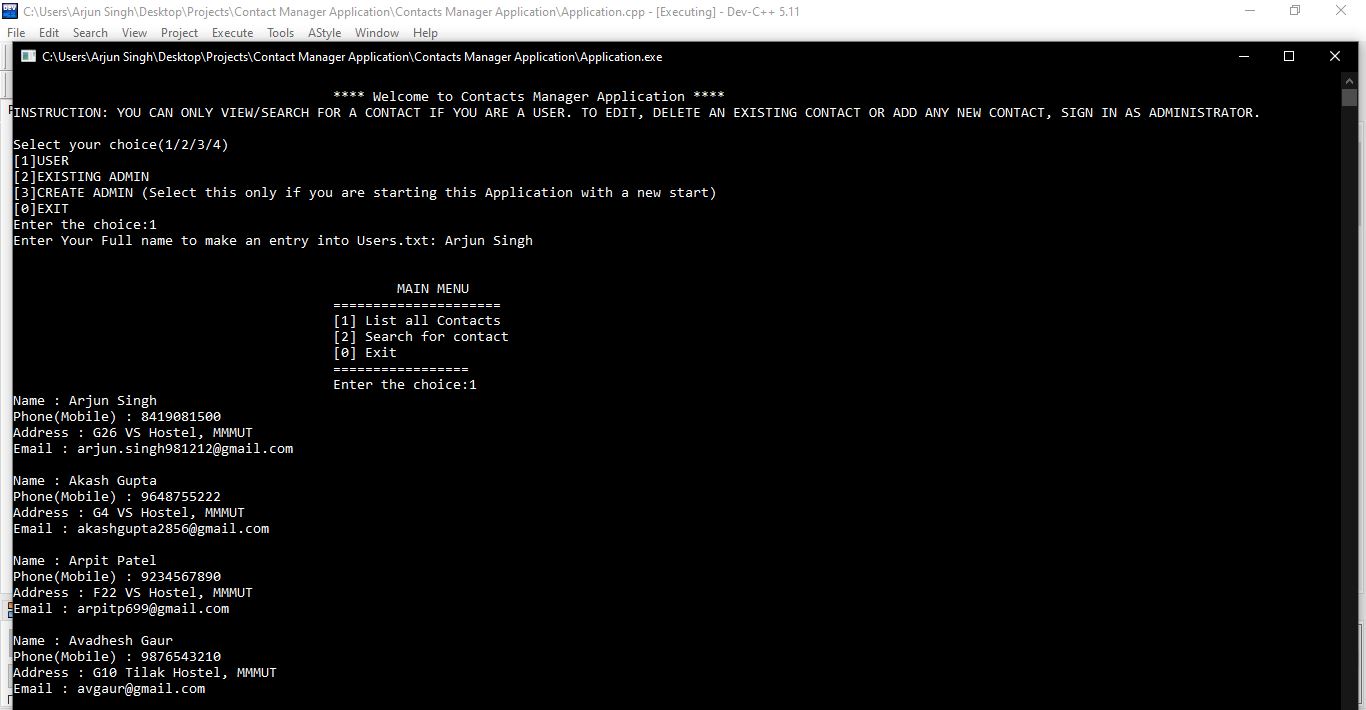 C:\Users\Arjun Singh\Desktop\Projects\Contact Manager Application\Contacts Manager Application\Application.cpp - [Executing] - Dev-C++ 5.11
File Edit Search View Project Execute Tools AStyle Window Help
C:\Users\Arjun Singh\Desktop\Projects\Contact Manager Application\Contacts Manager Application\Application.exe
**** Welcome to Contacts Manager Application ****
INSTRUCTION: YOU CAN ONLY VIEW/SEARCH FOR A CONTACT IF YOU ARE A USER. TO EDIT, DELETE AN EXISTING CONTACT OR ADD ANY NEW CONTACT, SIGN IN AS ADMINISTRATOR.
Select your choice(1/2/3/4)
[1]USER
[2]EXISTING ADMIN
[3]CREATE ADMIN (Select this only if you are starting this Application with a new start)
[0]EXIT
Enter the choice:1
Enter Your Full name to make an entry into Users.txt: Arjun Singh
MAIN MENU
=====================
[1] List all Contacts
[2] Search for contact
[0] Exit
=================
Enter the choice:1
Name : Arjun Singh
Phone(Mobile) : 8419081500
Address : G26 VS Hostel, MMMUT
Email : arjun.singh981212@gmail.com
Name : Akash Gupta
Phone(Mobile) : 9648755222
Address : G4 VS Hostel, MMMUT
Email : akashgupta2856@gmail.com
Name : Arpit Patel
Phone(Mobile) : 9234567890
Address : F22 VS Hostel, MMMUT
Email : arpitp699@gmail.com
Name : Avadhesh Gaur
Phone(Mobile) : 9876543210
Address : G10 Tilak Hostel, MMMUT
Email : avgaur@gmail.com